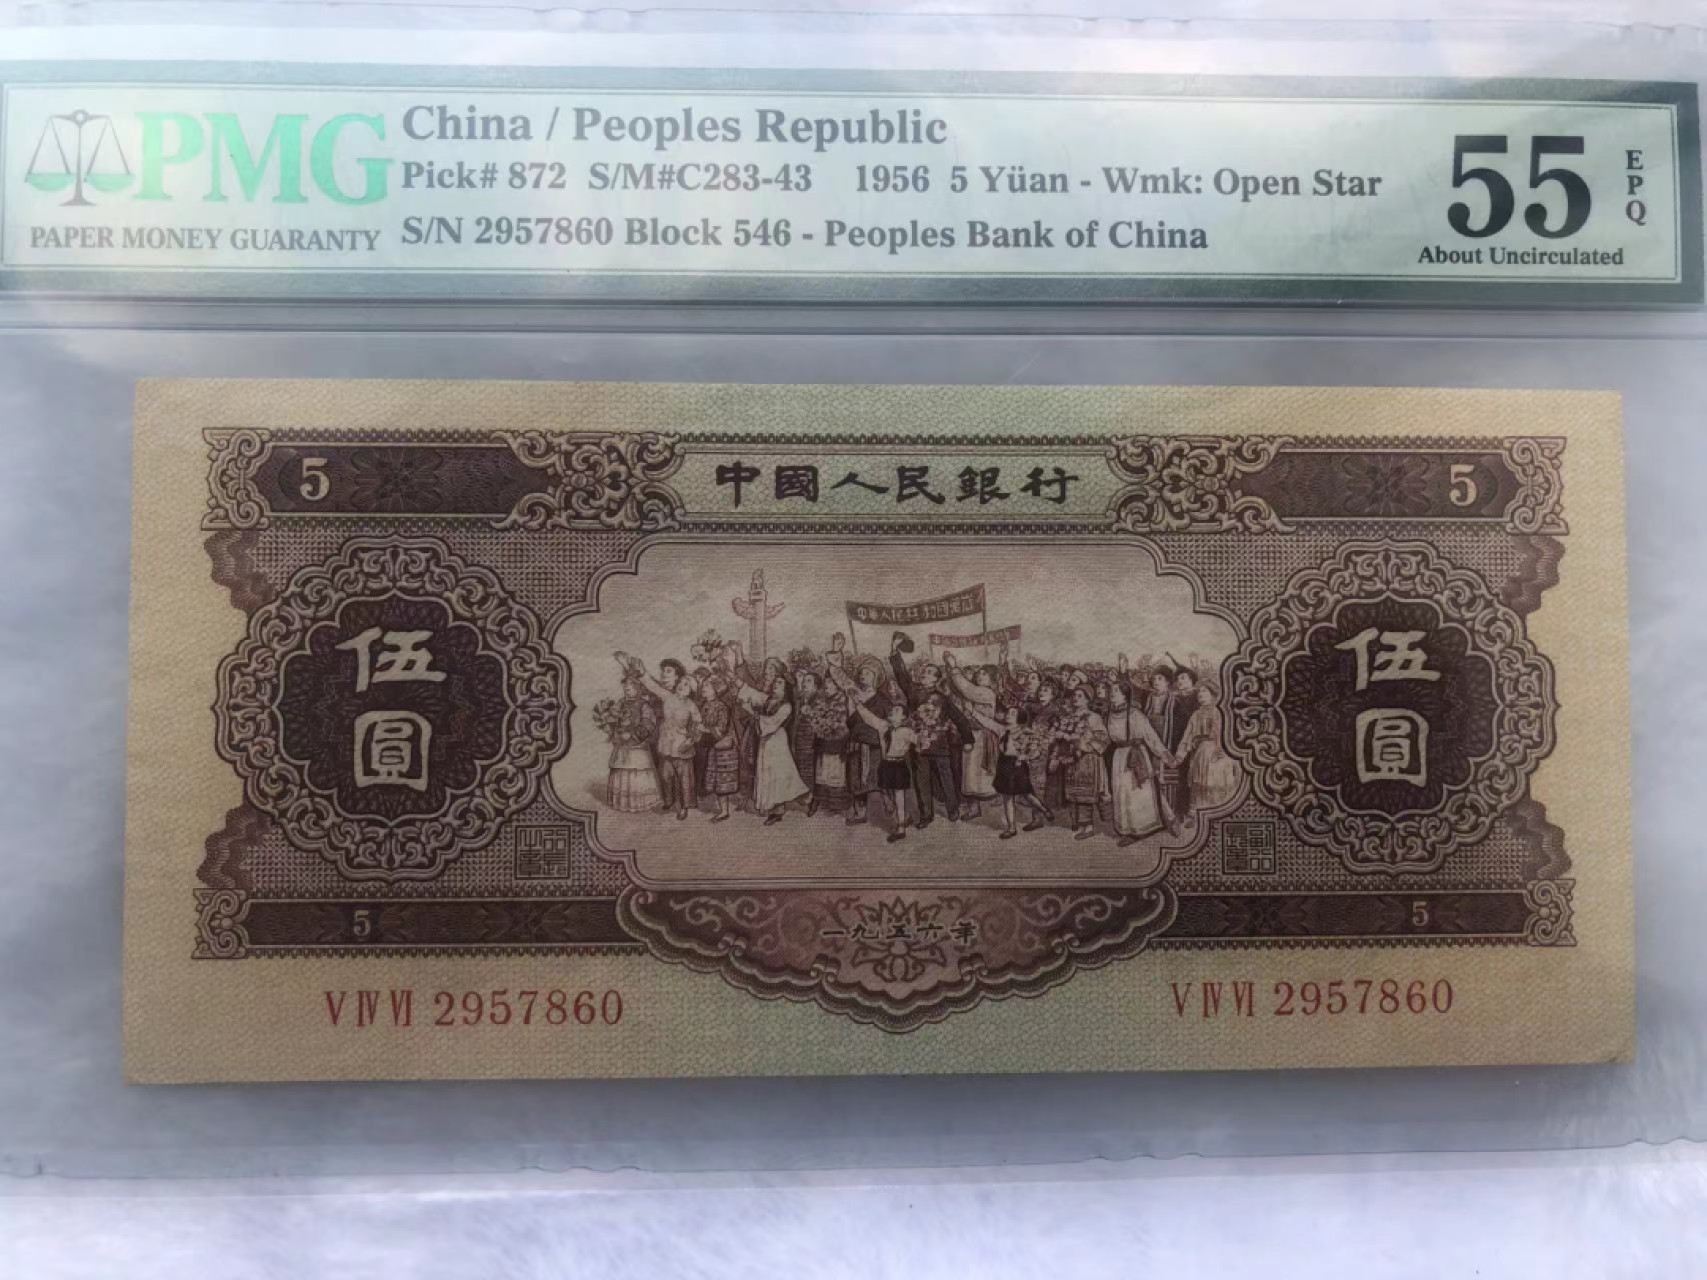 PMG
PAPER MONEY GUARANTY
China / Peoples Republic
Pick# 872 S/M#C283-43 1956 5 Yüan - Wmk: Open Star
S/N 2957860 Block 546 - Peoples Bank of China
55 EPQ
About Uncirculated
中國人民銀行
5 5
伍圓 伍圓
5 5
一九五六年
V IV VI 2957860 V IV VI 2957860